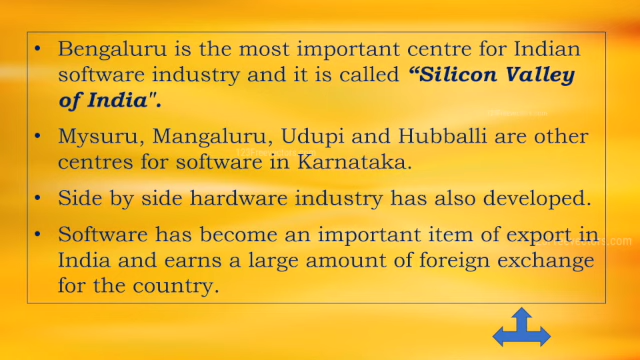 • Bengaluru is the most important centre for Indian
software industry and it is called “Silicon Valley
of India".
• Mysuru, Mangaluru, Udupi and Hubballi are other
centres for software in Karnataka.
• Side by side hardware industry has also developed.
• Software has become an important item of export in
India and earns a large amount of foreign exchange
for the country.